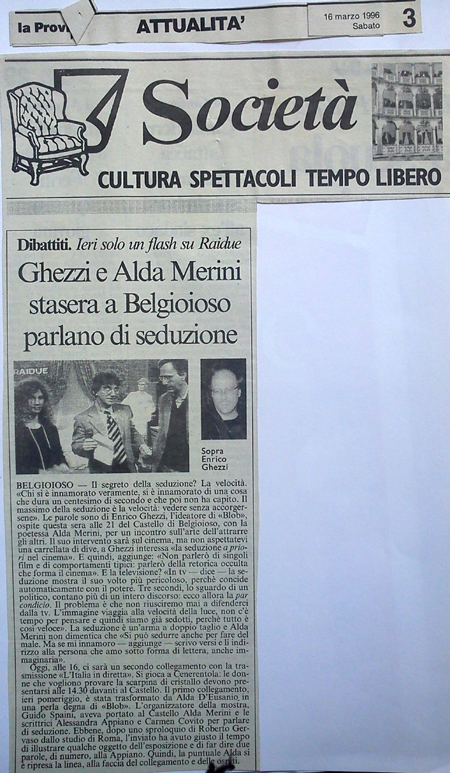 la Prov
ATTUALITA'
16 marzo 1996
Sabato
3
Società
CULTURA SPETTACOLI TEMPO LIBERO
Dibattiti. Ieri solo un flash su Raidue
Ghezzi e Alda Merini
stasera a Belgioioso
parlano di seduzione
RAIDUE
Sopra
Enrico
Ghezzi
BELGIOIOSO — Il segreto della seduzione? La velocità.
«Chi si è innamorato veramente, si è innamorato di una cosa
che dura un centesimo di secondo e che poi non ha capito. Il
massimo della seduzione è la velocità: vedere senza accorger-
sene». Le parole sono di Enrico Ghezzi, l'ideatore di «Blob»,
ospite questa sera alle 21 del Castello di Belgioioso, con la
poetessa Alda Merini, per un incontro sull'arte dell'attrarre
gli altri. Il suo intervento sarà sul cinema, ma non aspettatevi
una carrellata di dive, a Ghezzi interessa «la seduzione a prio-
ri nel cinema». E quindi, aggiunge: «Non parlerò di singoli
film e di comportamenti tipici: parlerò della retorica occulta
che forma il cinema». E la televisione? «In tv — dice — la se-
duzione mostra il suo volto più pericoloso, perchè coincide
automaticamente con il potere. Tre secondi, lo sguardo di un
politico, contano più di un intero discorso: ecco allora la par
condicio. Il problema è che non riusciremo mai a difenderci
dalla tv. L'immagine viaggia alla velocità della luce, non c'è
tempo per pensare e quindi siamo già sedotti, perchè tutto è
così veloce». La seduzione è un'arma a doppio taglio e Alda
Merini non dimentica che «Si può sedurre anche per fare del
male. Ma se mi innamoro — aggiunge — scrivo versi e li indi-
rizzo alla persona che amo sotto forma di lettera, anche im-
maginaria».
Oggi, alle 16, ci sarà un secondo collegamento con la tra-
smissione «L'Italia in diretta». Si gioca a Cenerentola: le don-
ne che vogliono provare la scarpina di cristallo devono pre-
sentarsi alle 14.30 davanti al Castello. Il primo collegamento,
ieri pomeriggio, è stata trasformato da Alda D'Eusanio in
una perla degna di «Blob». L'organizzatore della mostra,
Guido Spaini, aveva portato al Castello Alda Merini e le
scrittrici Alessandra Appiano e Carmen Covito per parlare
di seduzione. Ebbene, dopo uno sproloquio di Roberto Ger-
vaso dallo studio di Roma, l'inviato ha avuto giusto il tempo
di illustrare qualche oggetto dell'esposizione e di far dire due
parole, di numero, alla Appiano. Quindi, la puntuale Alda si
è ripresa la linea, alla faccia del collegamento e delle